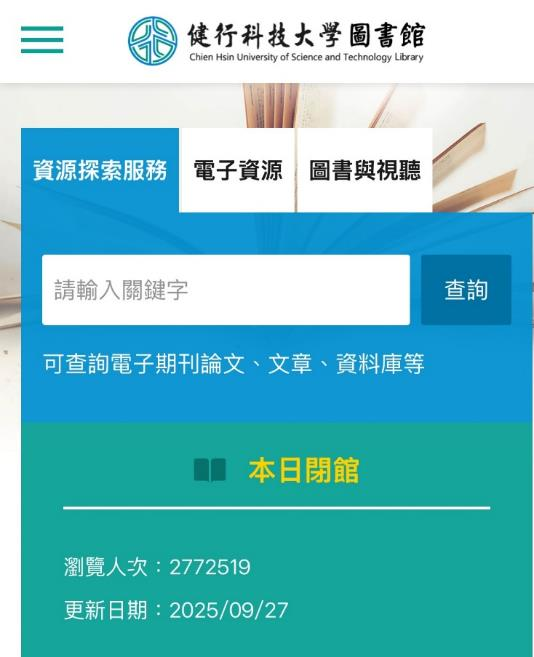 健行科技大學圖書館
Chien Hsin University of Science and Technology Library
資源探索服務 電子資源 圖書與視聽
請輸入關鍵字 查詢
可查詢電子期刊論文、文章、資料庫等
本日閉館
瀏覽人次：2772519
更新日期：2025/09/27